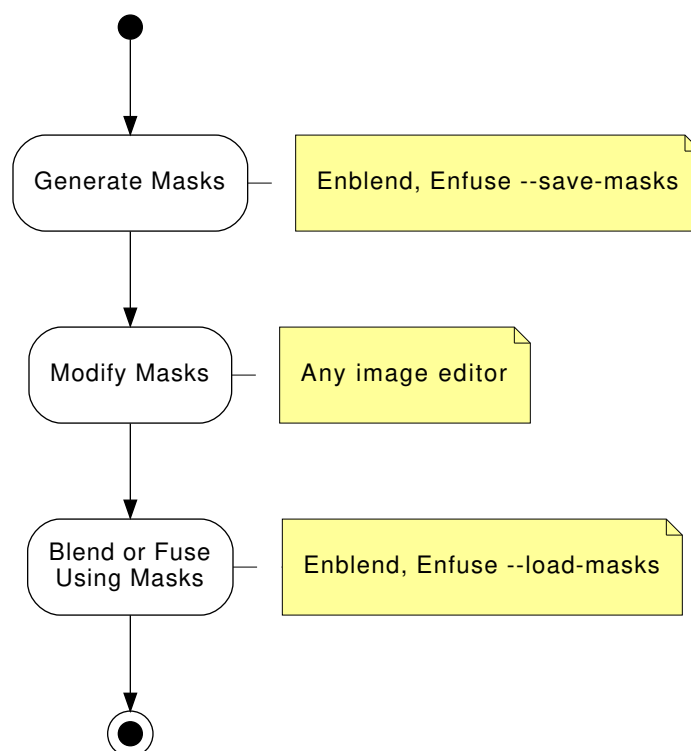 Generate Masks
Enblend, Enfuse --save-masks
Modify Masks
Any image editor
Blend or Fuse
Using Masks
Enblend, Enfuse --load-masks